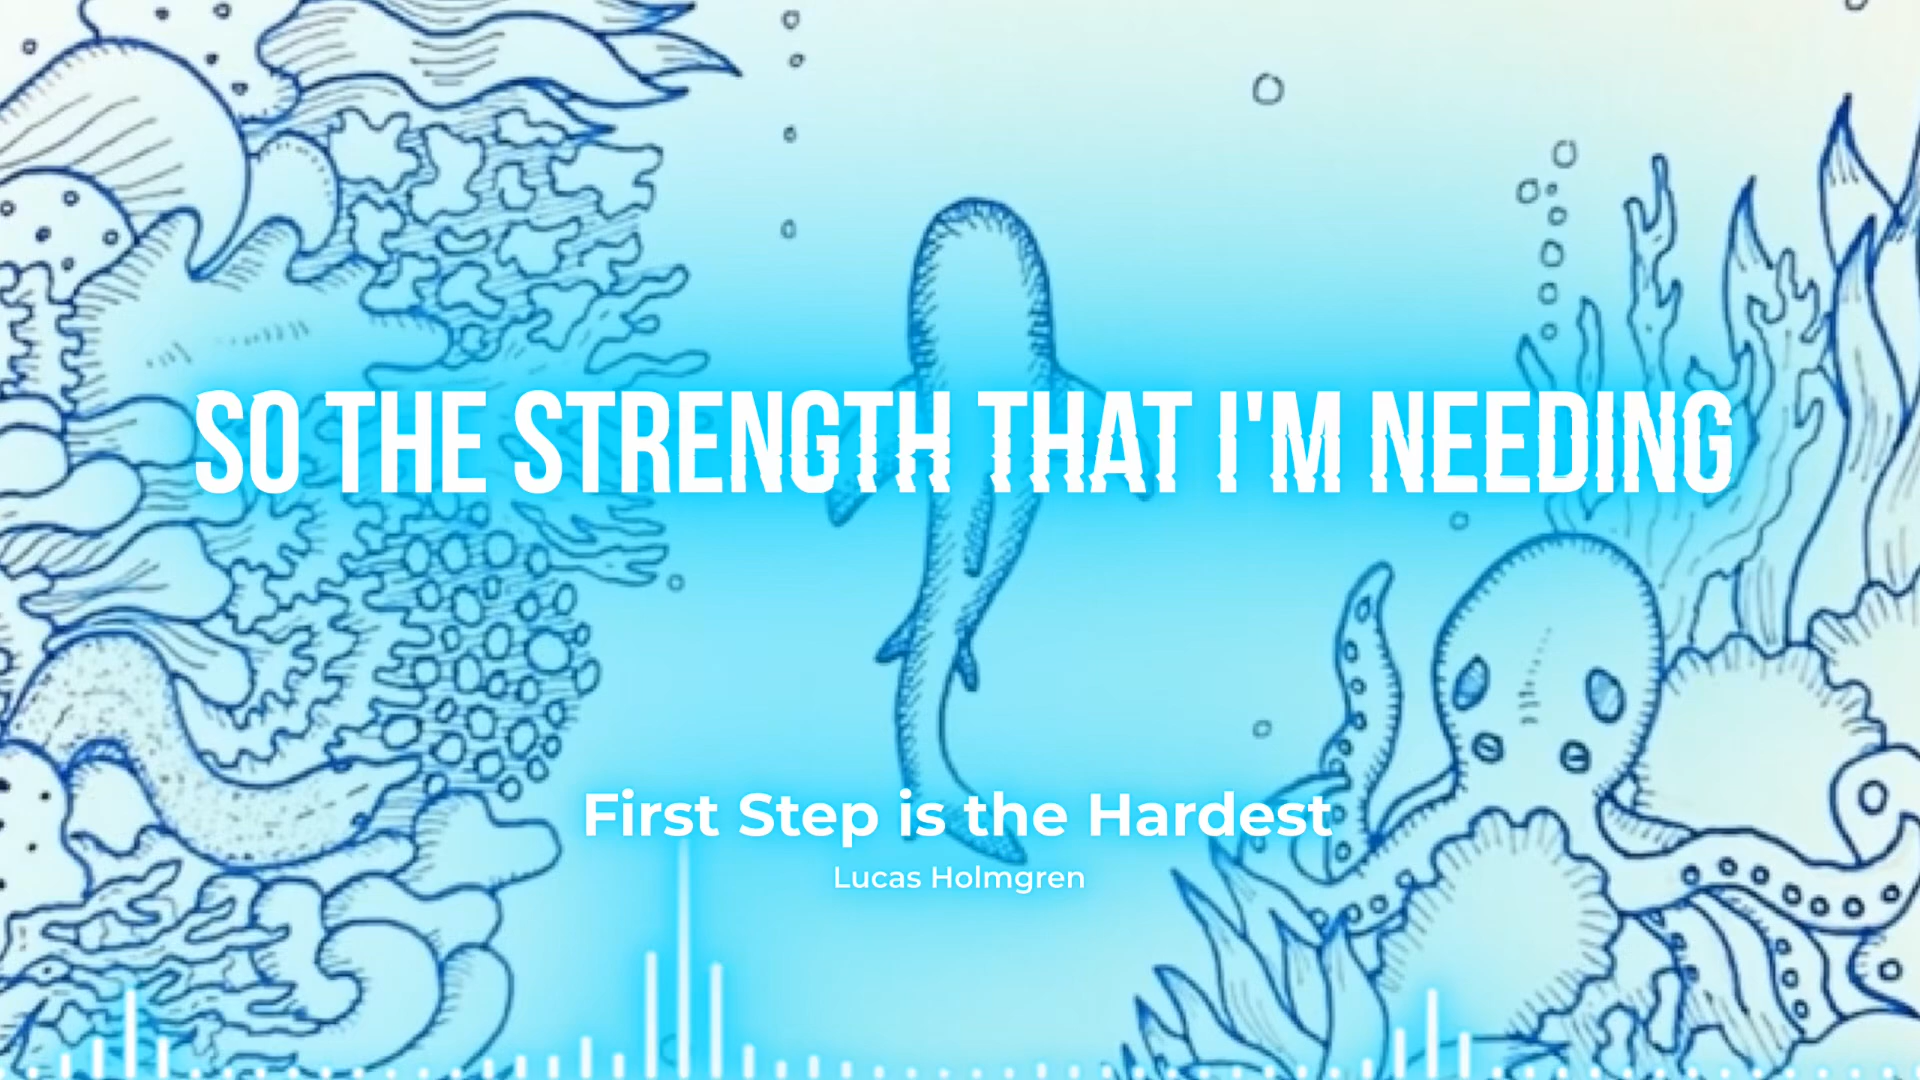 SO THE STRENGTH THAT I'M NEEDING
First Step is the Hardest
Lucas Holmgren